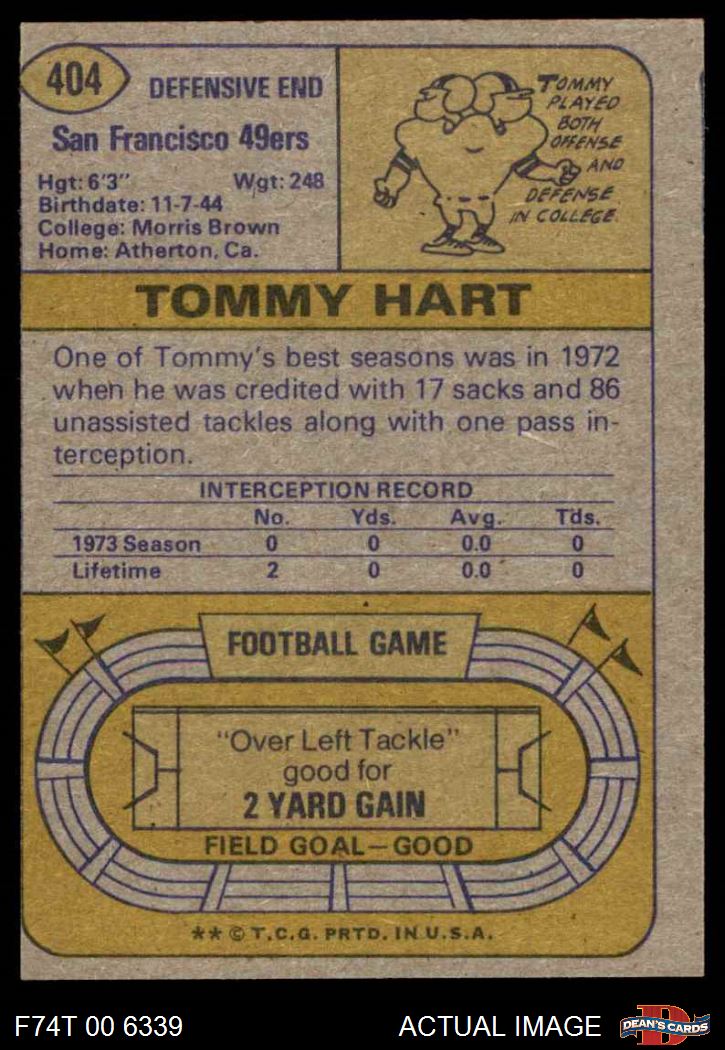 404
DEFENSIVE END
San Francisco 49ers
Hgt: 6'3" Wgt: 248
Birthdate: 11-7-44
College: Morris Brown
Home: Atherton, Ca.
TOMMY
PLAYED
BOTH
OFFENSE
AND
DEFENSE
IN COLLEGE.
TOMMY HART
One of Tommy's best seasons was in 1972
when he was credited with 17 sacks and 86
unassisted tackles along with one pass in-
terception.
INTERCEPTION RECORD
No. Yds. Avg. Tds.
1973 Season 0 0 0.0 0
Lifetime 2 0 0.0 0
FOOTBALL GAME
"Over Left Tackle"
good for
2 YARD GAIN
FIELD GOAL—GOOD
** © T.C.G. PRTD. IN U.S.A.
F74T 00 6339
ACTUAL IMAGE
D
DEAN'S CARDS